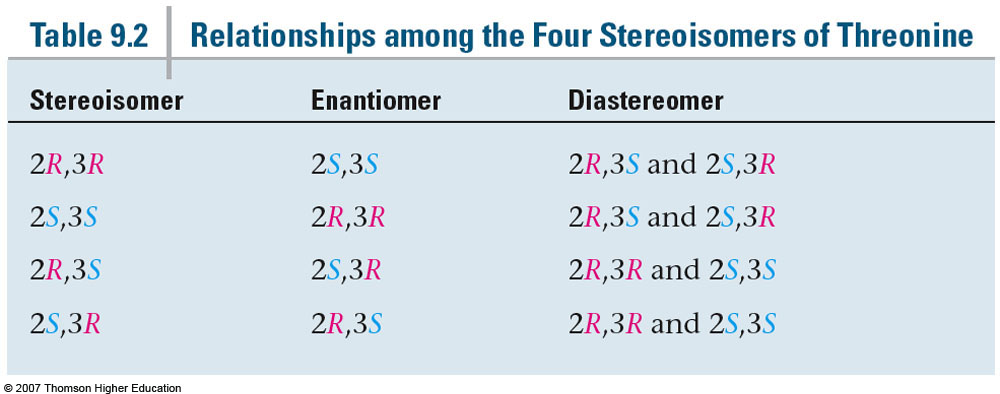 Table 9.2 Relationships among the Four Stereoisomers of Threonine
Stereoisomer Enantiomer Diastereomer
2R,3R 2S,3S 2R,3S and 2S,3R
2S,3S 2R,3R 2R,3S and 2S,3R
2R,3S 2S,3R 2R,3R and 2S,3S
2S,3R 2R,3S 2R,3R and 2S,3S
© 2007 Thomson Higher Education